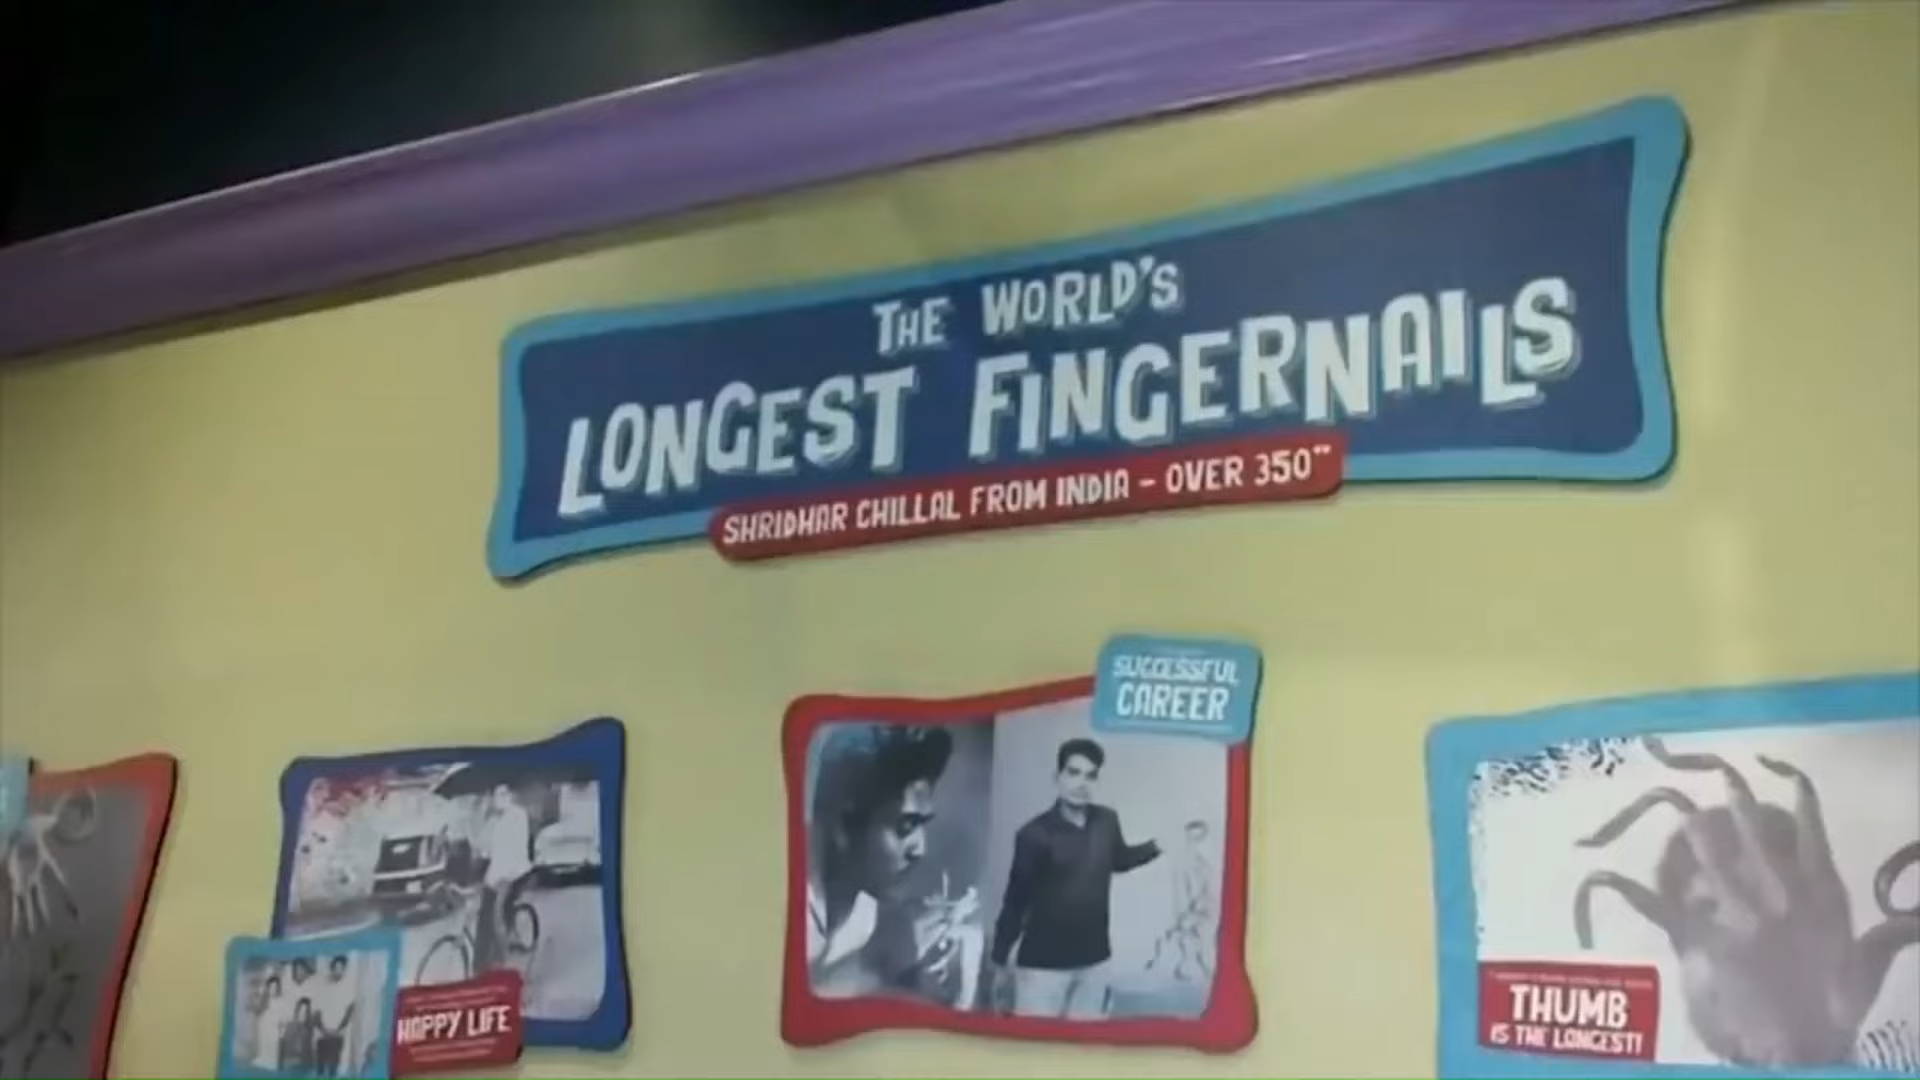 THE WORLD'S
LONGEST FINGERNAILS
SHRIDHAR CHILLAL FROM INDIA - OVER 350"
SUCCESSFUL
CAREER
HAPPY LIFE
THUMB
IS THE LONGEST!